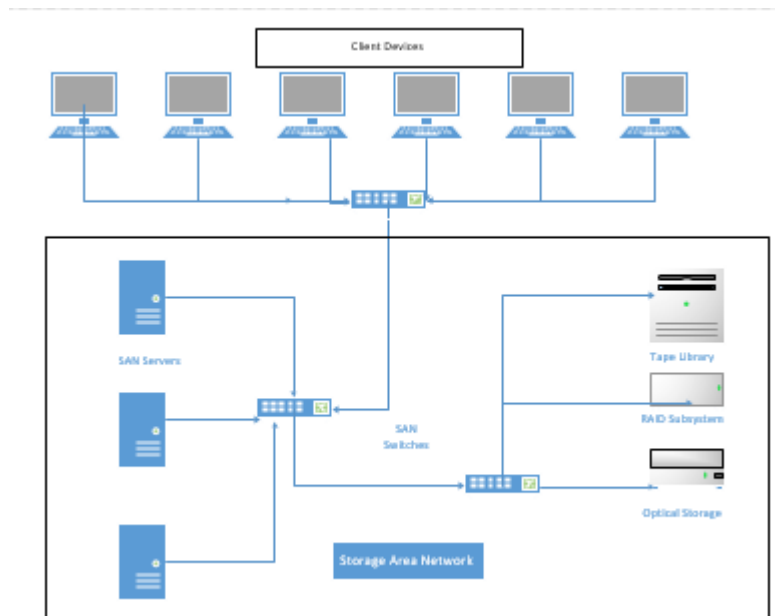 Client Devices
SAN Servers
Tape Library
RAID Subsystem
SAN
Switches
Optical Storage
Storage Area Network